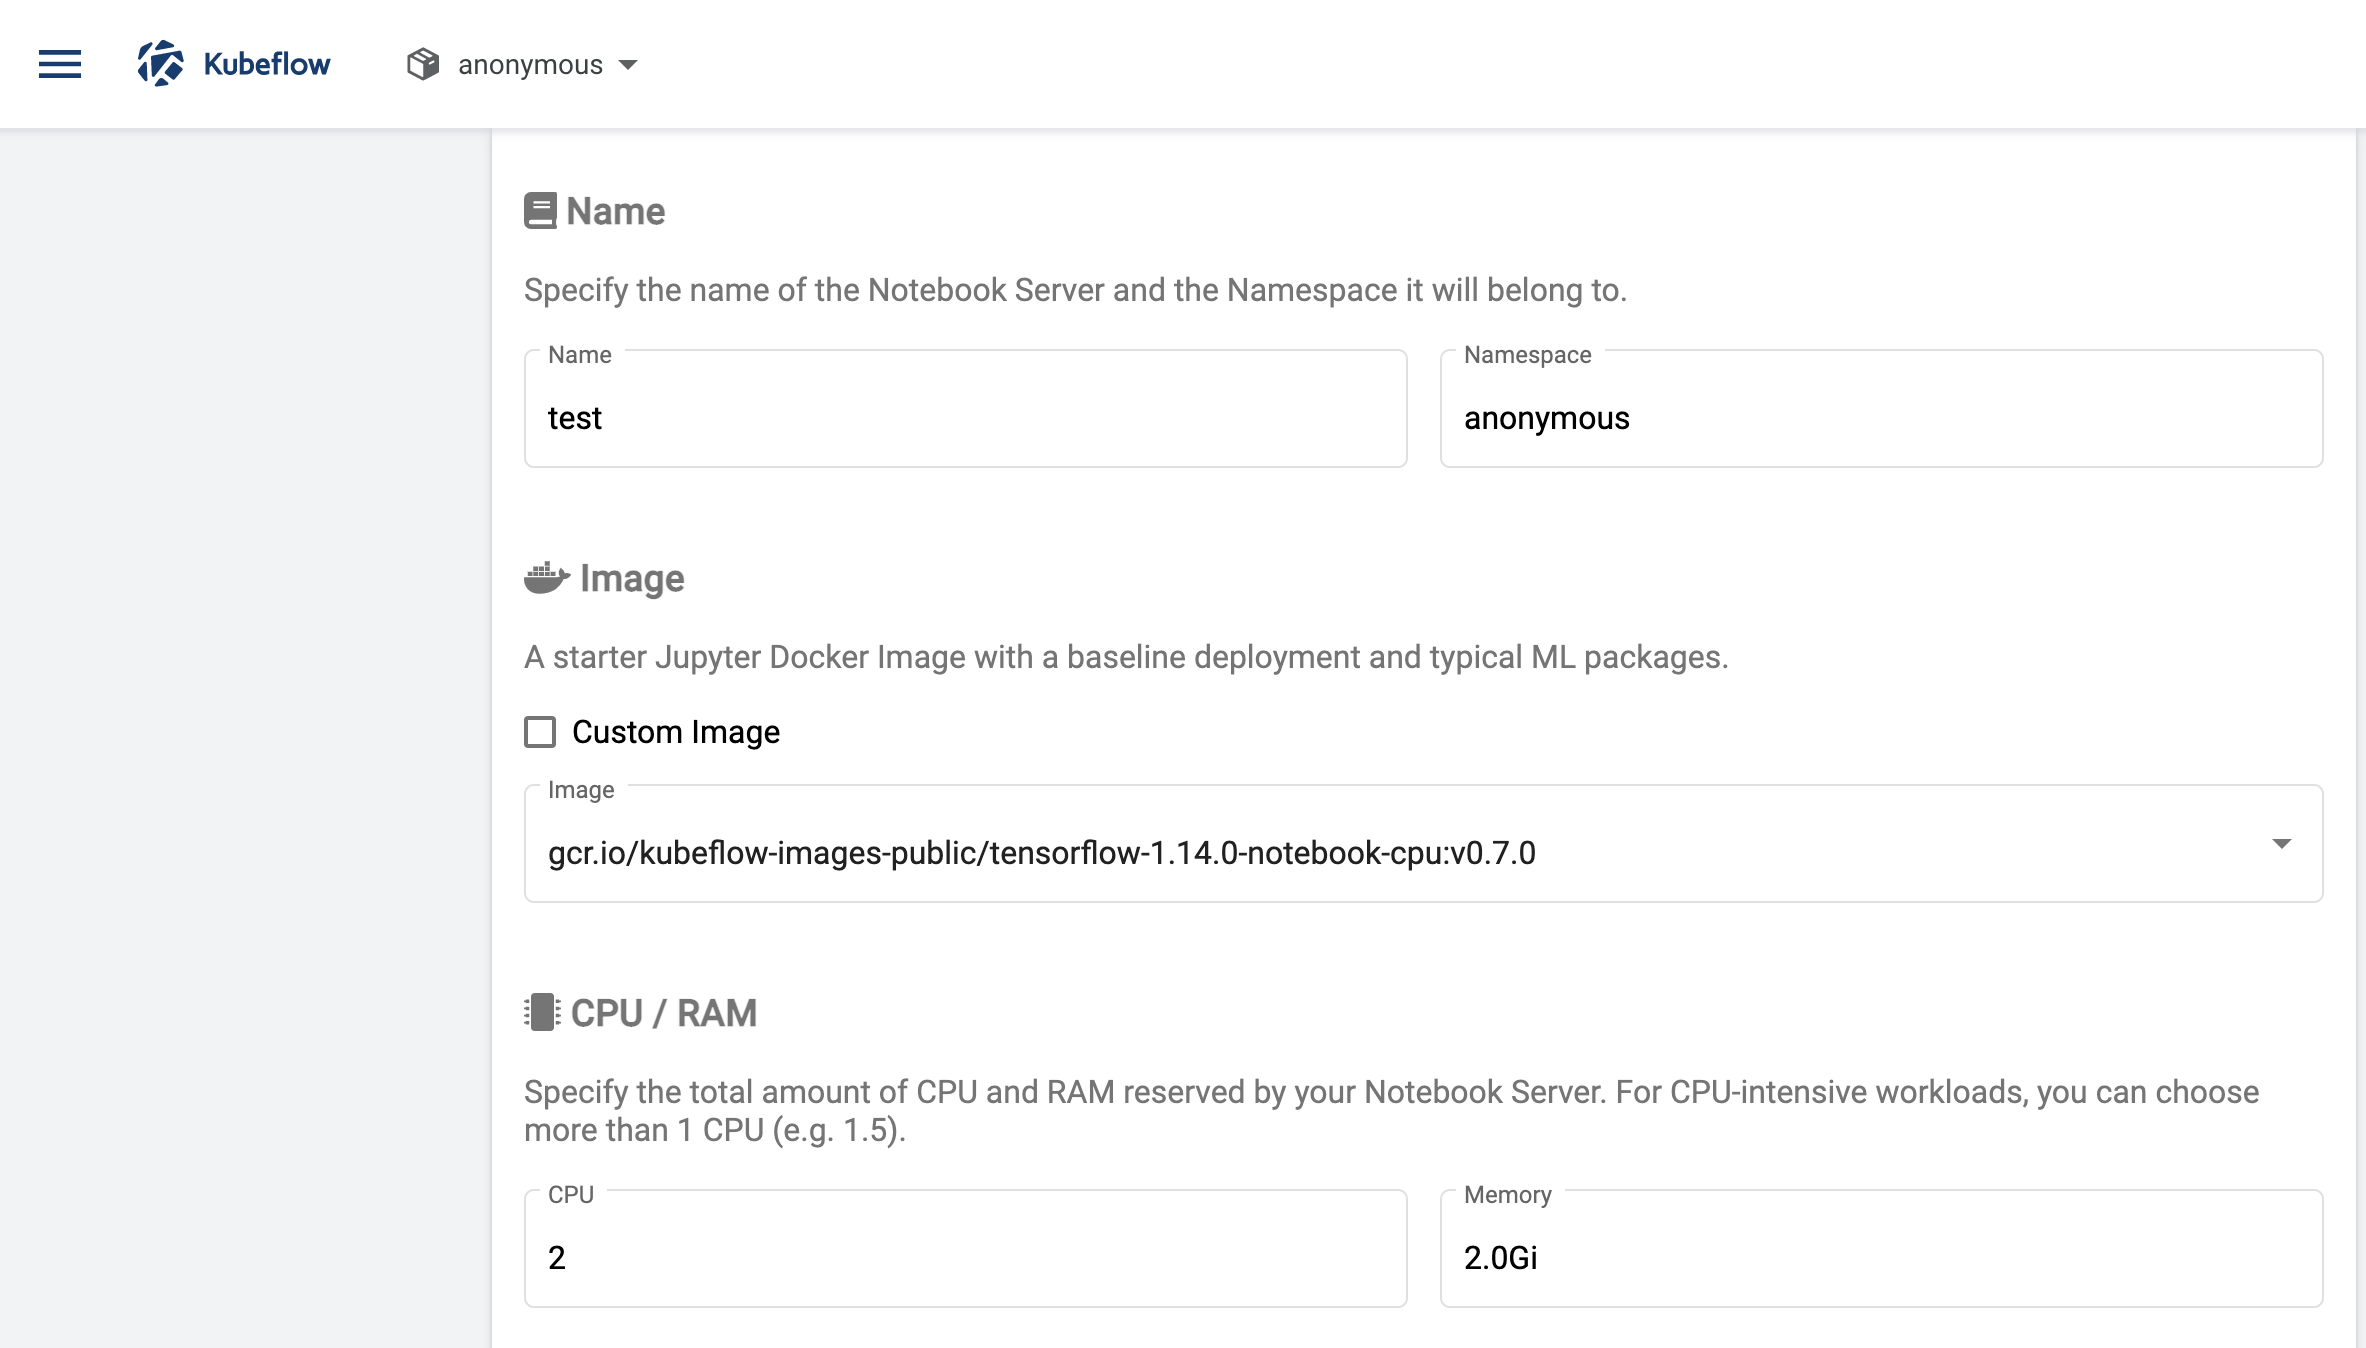 Kubeflow
anonymous
Name
Specify the name of the Notebook Server and the Namespace it will belong to.
Name
test
Namespace
anonymous
Image
A starter Jupyter Docker Image with a baseline deployment and typical ML packages.
Custom Image
Image
gcr.io/kubeflow-images-public/tensorflow-1.14.0-notebook-cpu:v0.7.0
CPU / RAM
Specify the total amount of CPU and RAM reserved by your Notebook Server. For CPU-intensive workloads, you can choose
more than 1 CPU (e.g. 1.5).
CPU
2
Memory
2.0Gi